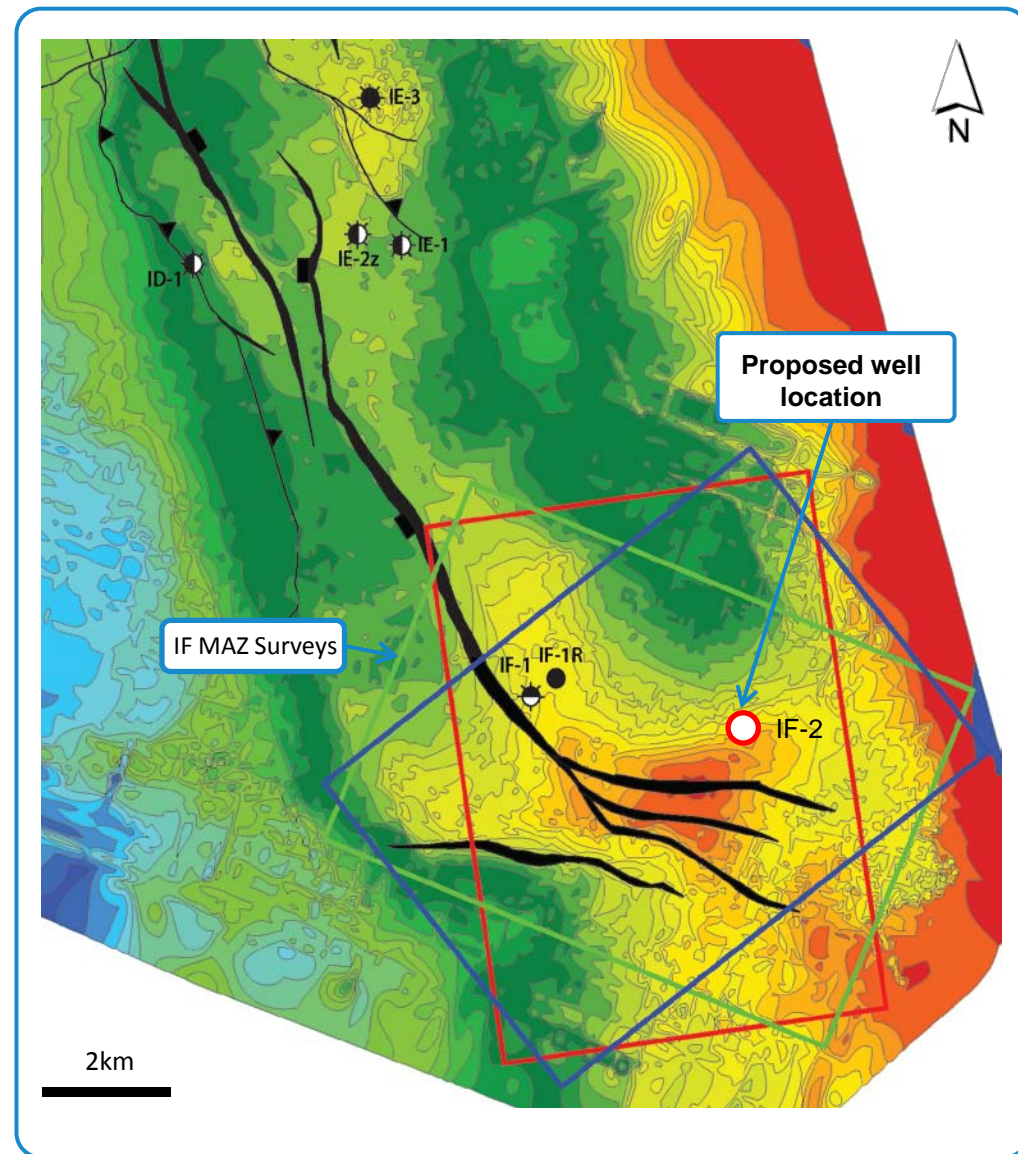 IE-3
N
IE-2z
IE-1
ID-1
Proposed well
location
IF MAZ Surveys
IF-1
IF-1R
IF-2
2km